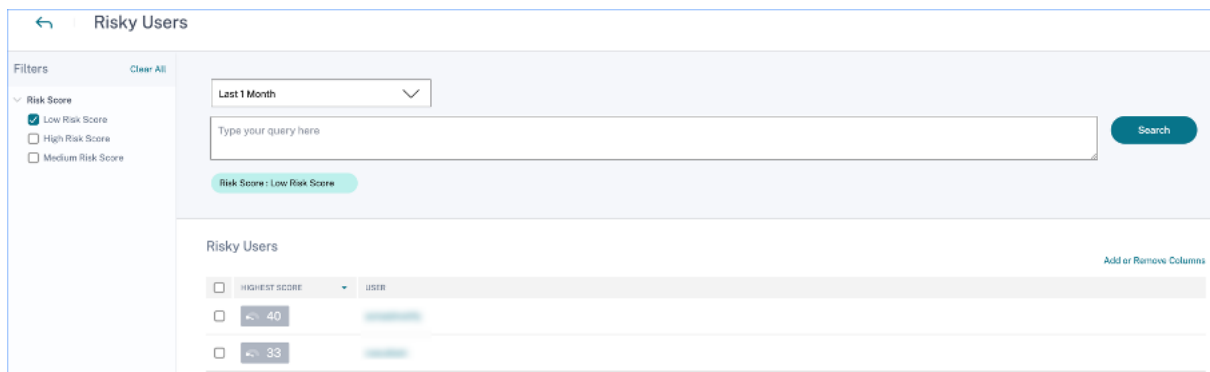 Risky Users
Filters
Clear All
Risk Score
Low Risk Score
High Risk Score
Medium Risk Score
Last 1 Month
Type your query here
Search
Risk Score : Low Risk Score
Risky Users
Add or Remove Columns
HIGHEST SCORE
USER
40
33